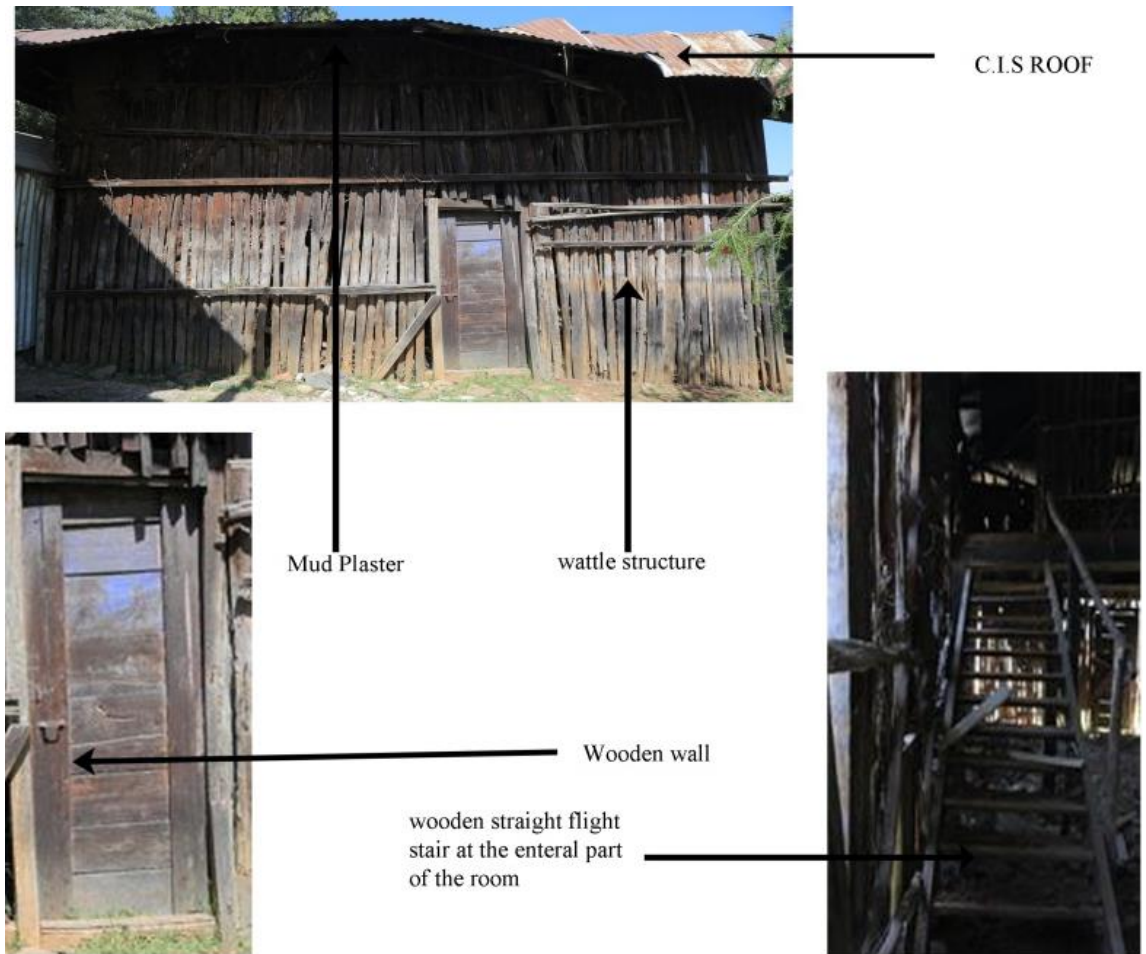 C.I.S ROOF
Mud Plaster
wattle structure
Wooden wall
wooden straight flight
stair at the enteral part
of the room